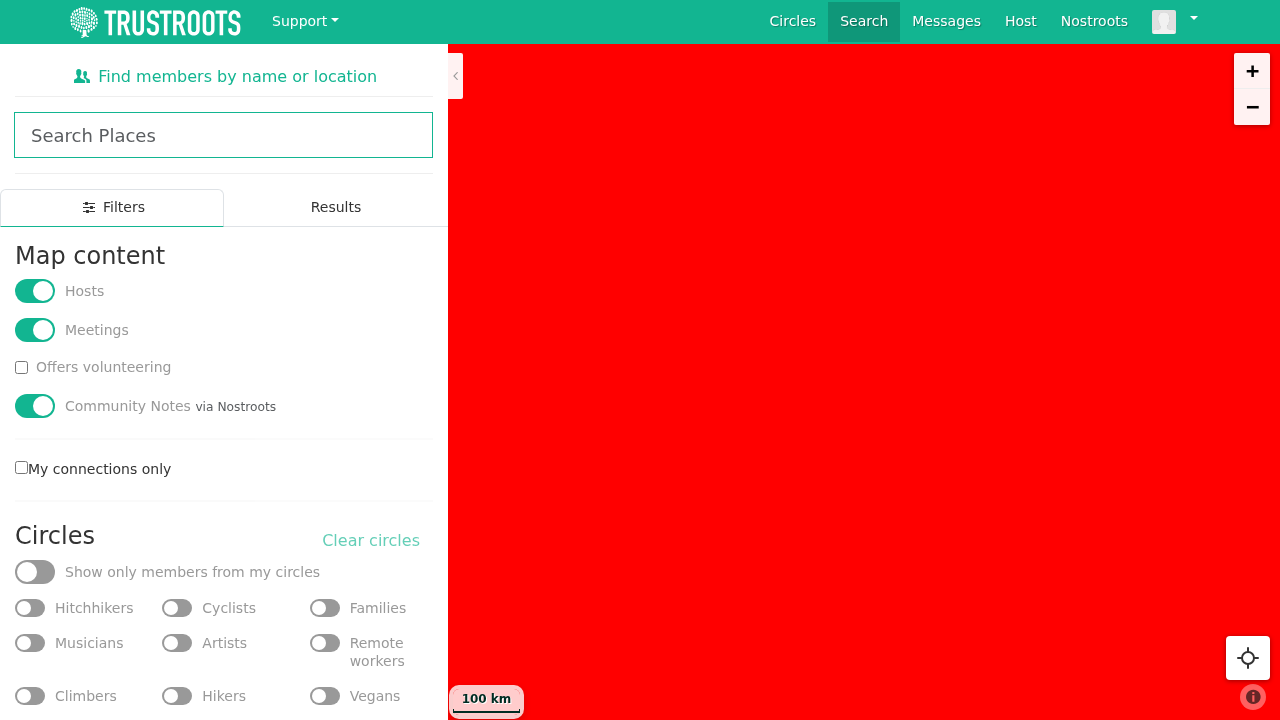 TRUSTROOTS
Support
Circles
Search
Messages
Host
Nostroots
Find members by name or location
Search Places
Filters
Results
Map content
Hosts
Meetings
Offers volunteering
Community Notes via Nostroots
My connections only
Circles
Clear circles
Show only members from my circles
Hitchhikers
Cyclists
Families
Musicians
Artists
Remote
workers
Climbers
Hikers
Vegans
+
−
100 km